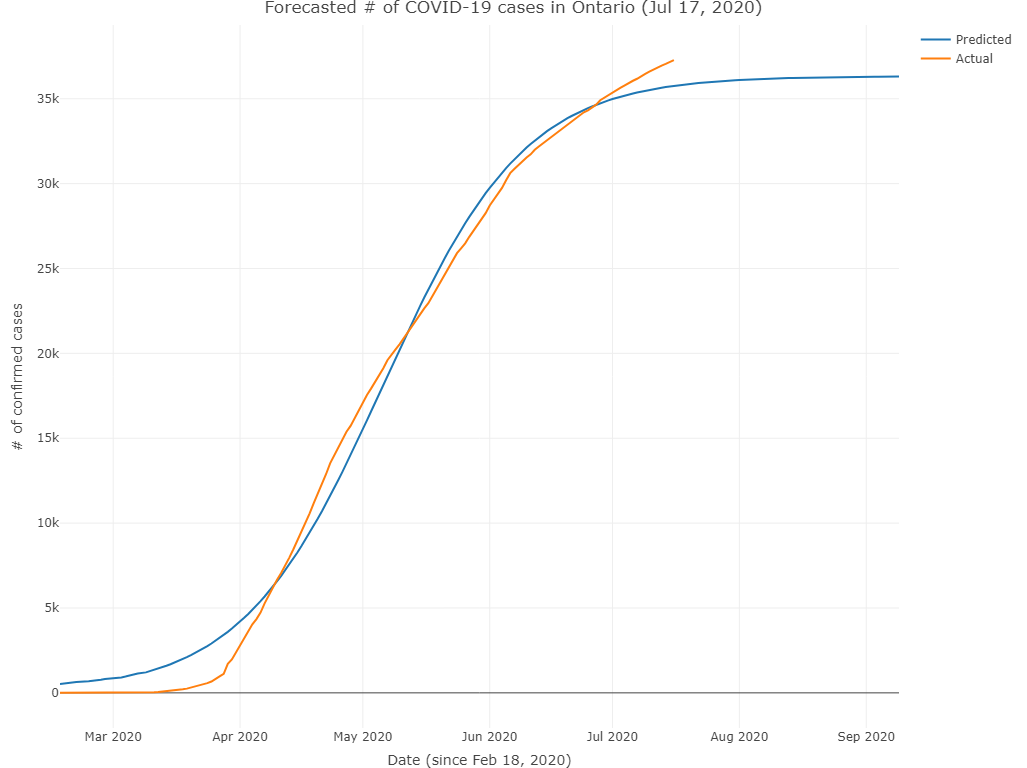 Forecasted # of COVID-19 cases in Ontario (Jul 17, 2020)
Predicted
Actual
35k
30k
25k
20k
15k
10k
5k
0
# of confirmed cases
Mar 2020 Apr 2020 May 2020 Jun 2020 Jul 2020 Aug 2020 Sep 2020
Date (since Feb 18, 2020)